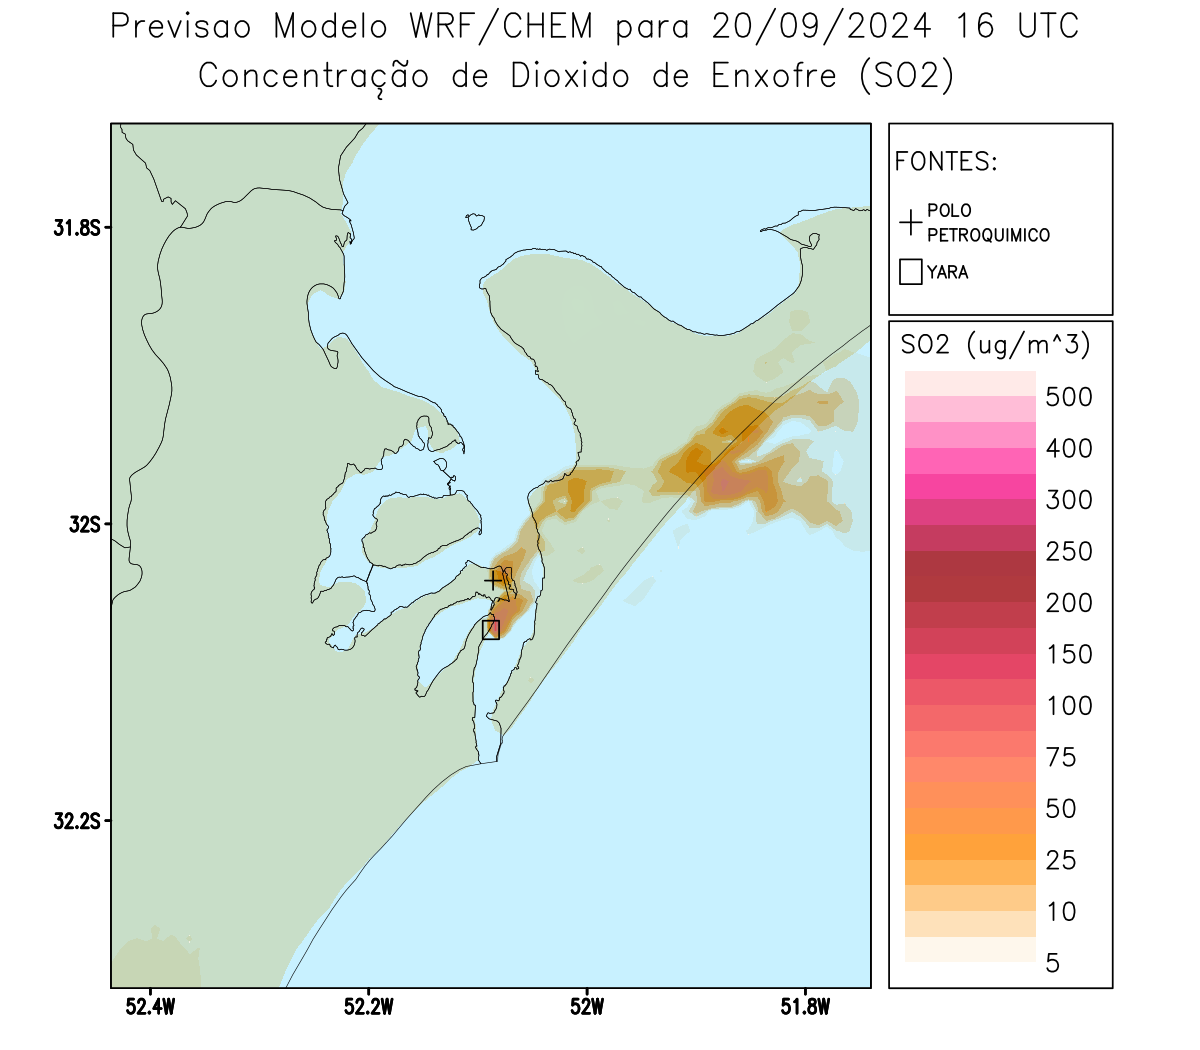 Previsao Modelo WRF/CHEM para 20/09/2024 16 UTC
Concentração de Dioxido de Enxofre (SO2)
FONTES:
POLO
PETROQUIMICO
YARA
SO2 (ug/m^3)
500
400
300
250
200
150
100
75
50
25
10
5
31.8S
32S
32.2S
52.4W
52.2W
52W
51.8W